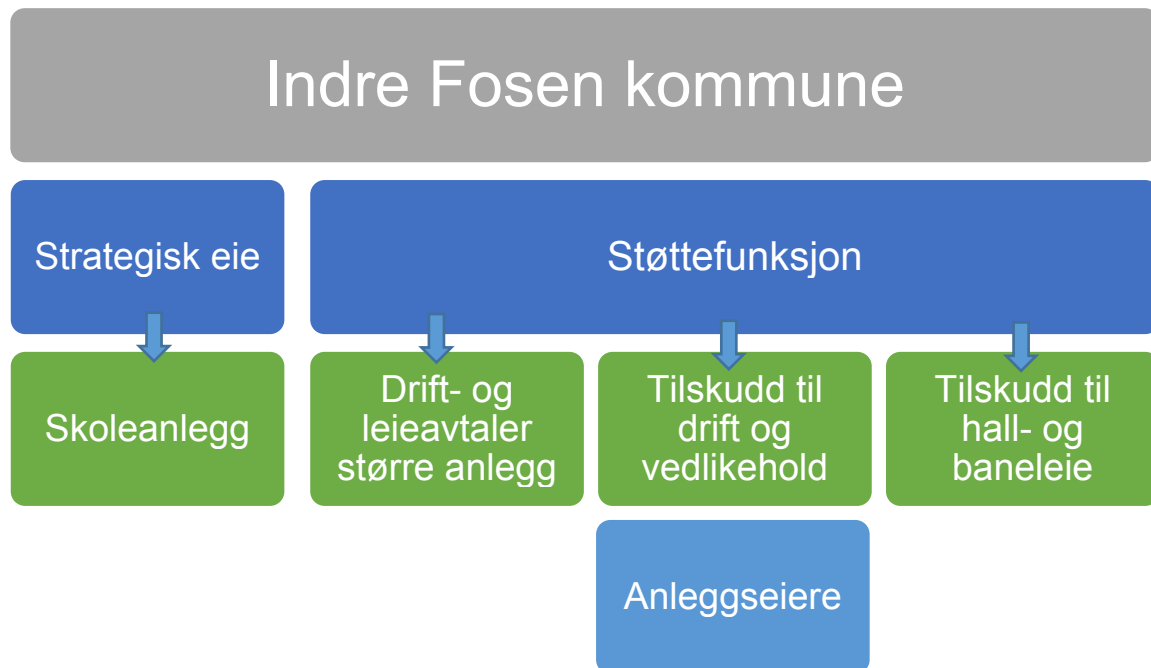 Indre Fosen kommune
Strategisk eie
Støttefunksjon
Skoleanlegg
Drift- og
leieavtaler
større anlegg
Tilskudd til
drift og
vedlikehold
Tilskudd til
hall- og
baneleie
Anleggseiere